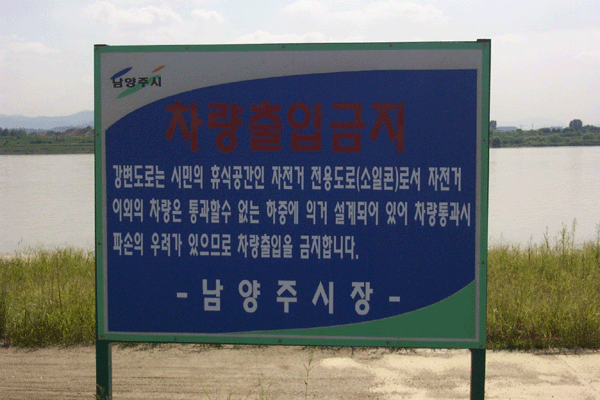 남양주시
차량출입금지
강변도로는 시민의 휴식공간인 자전거 전용도로(소일콘)로서 자전거
이외의 차량은 통과할수 없는 하중에 의거 설계되어 있어 차량통과시
파손의 우려가 있으므로 차량출입을 금지합니다.
- 남양주시장 -